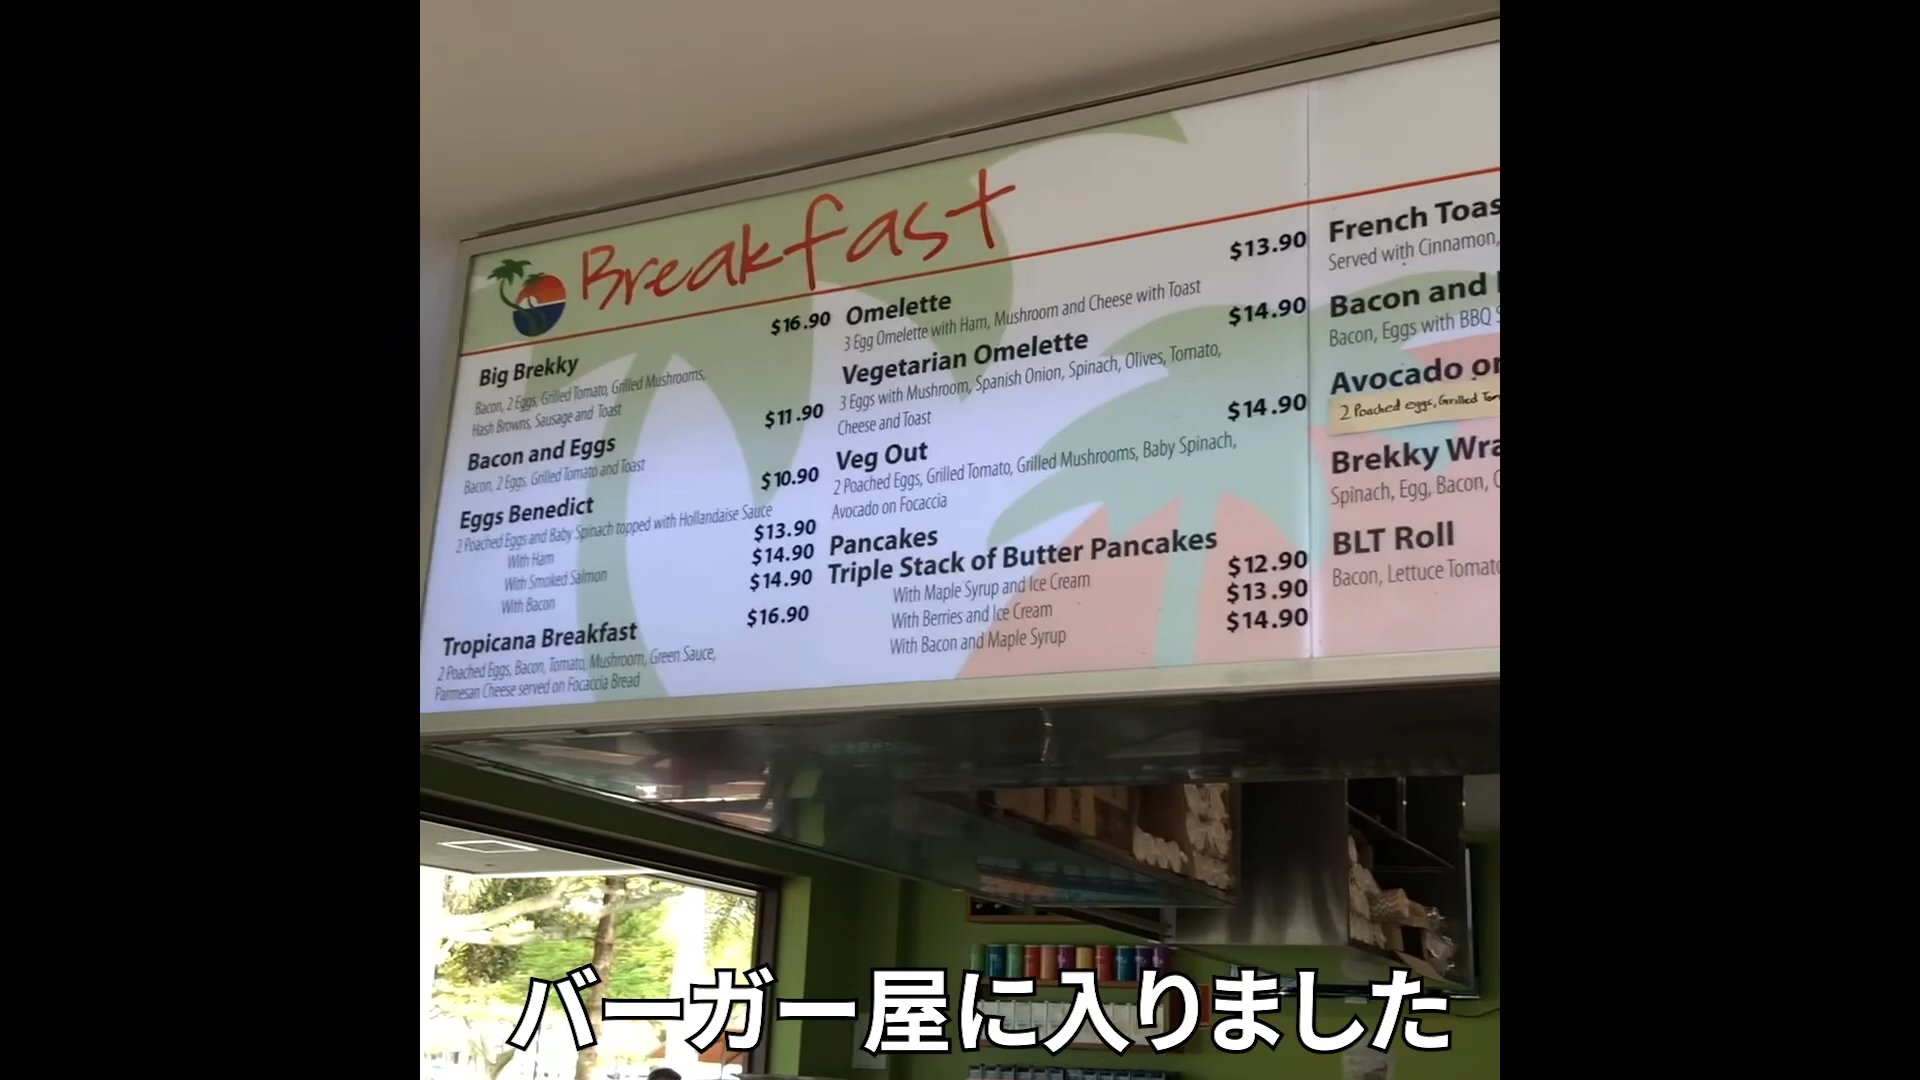 Breakfast
Big Brekky $16.90
Bacon, 2 Eggs, Grilled Tomato, Grilled Mushrooms,
Hash Browns, Sausage and Toast
Bacon and Eggs $11.90
Bacon, 2 Eggs, Grilled Tomato and Toast
Eggs Benedict $10.90
2 Poached Eggs and Baby Spinach topped with Hollandaise Sauce
With Ham $13.90
With Smoked Salmon $14.90
With Bacon $14.90
Tropicana Breakfast $16.90
2 Poached Eggs, Bacon, Tomato, Mushroom, Green Sauce,
Parmesan Cheese served on Focaccia Bread
Omelette $13.90
3 Egg Omelette with Ham, Mushroom and Cheese with Toast
Vegetarian Omelette $14.90
3 Eggs with Mushroom, Spanish Onion, Spinach, Olives, Tomato,
Cheese and Toast
Veg Out $14.90
2 Poached Eggs, Grilled Tomato, Grilled Mushrooms, Baby Spinach,
Avocado on Focaccia
Pancakes
Triple Stack of Butter Pancakes
With Maple Syrup and Ice Cream $12.90
With Berries and Ice Cream $13.90
With Bacon and Maple Syrup $14.90
French Toas
Served with Cinnamon,
Bacon and
Bacon, Eggs with BBQ
Avocado on
2 Poached eggs, Grilled Tom
Brekky Wra
Spinach, Egg, Bacon,
BLT Roll
Bacon, Lettuce Tomato
バーガー屋に入りました